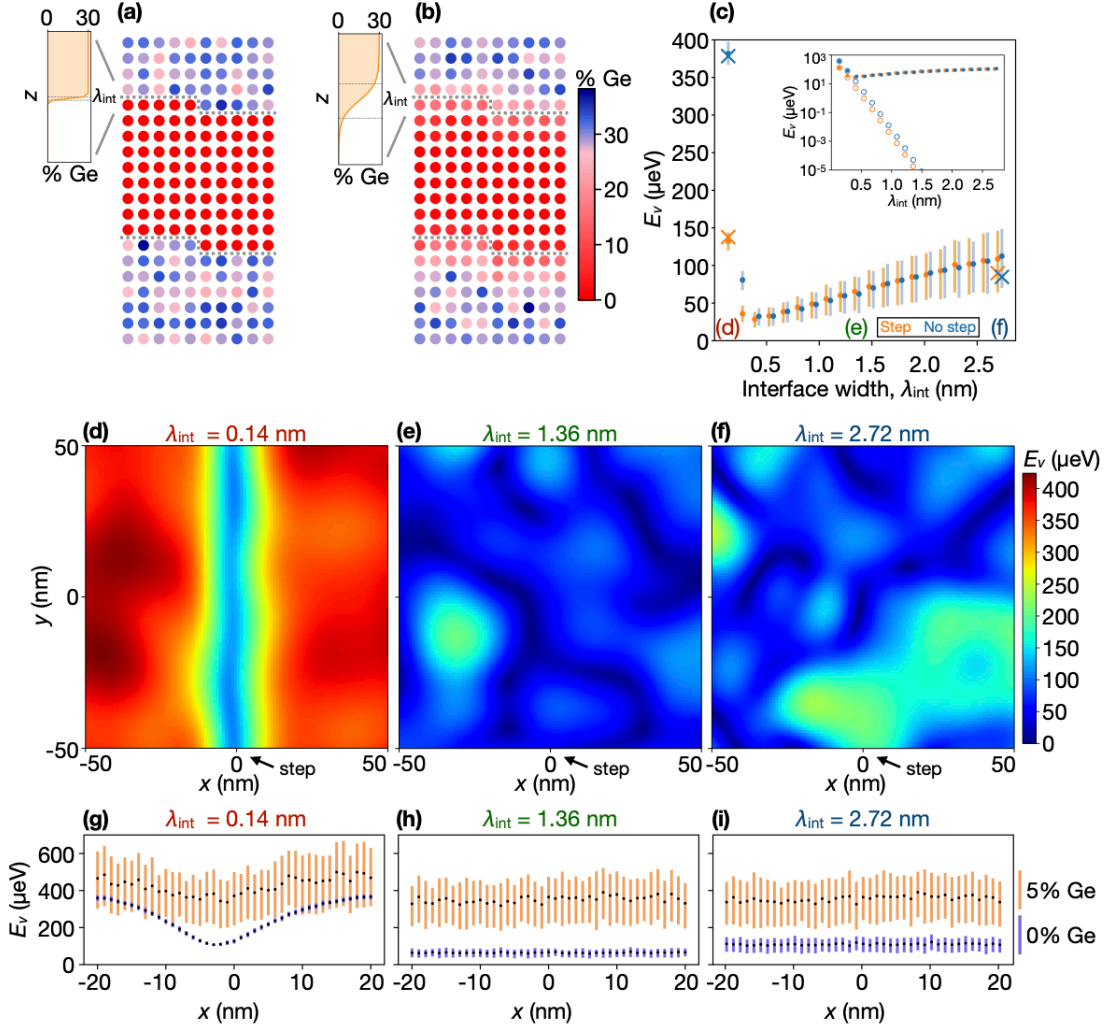 0 30 (a)
z
λint
% Ge
0 30 (b)
z
λint
% Ge
% Ge
30
20
10
0
(c)
400
350
300
250
200
150
100
50
0
Ev (µeV)
10³
10¹
10⁻¹
10⁻³
10⁻⁵
Ev (µeV)
0.5 1.0 1.5 2.0 2.5
λint (nm)
(d) (e) Step No step (f)
0.5 1.0 1.5 2.0 2.5
Interface width, λint (nm)
(d) λint = 0.14 nm
(e) λint = 1.36 nm
(f) λint = 2.72 nm
50
0
-50
y (nm)
-50 0 step 50
x (nm)
-50 0 step 50
x (nm)
-50 0 step 50
x (nm)
Ev (µeV)
400
350
300
250
200
150
100
50
0
(g) λint = 0.14 nm
(h) λint = 1.36 nm
(i) λint = 2.72 nm
600
400
200
0
Ev (µeV)
-20 -10 0 10 20
x (nm)
-20 -10 0 10 20
x (nm)
-20 -10 0 10 20
x (nm)
5% Ge
0% Ge